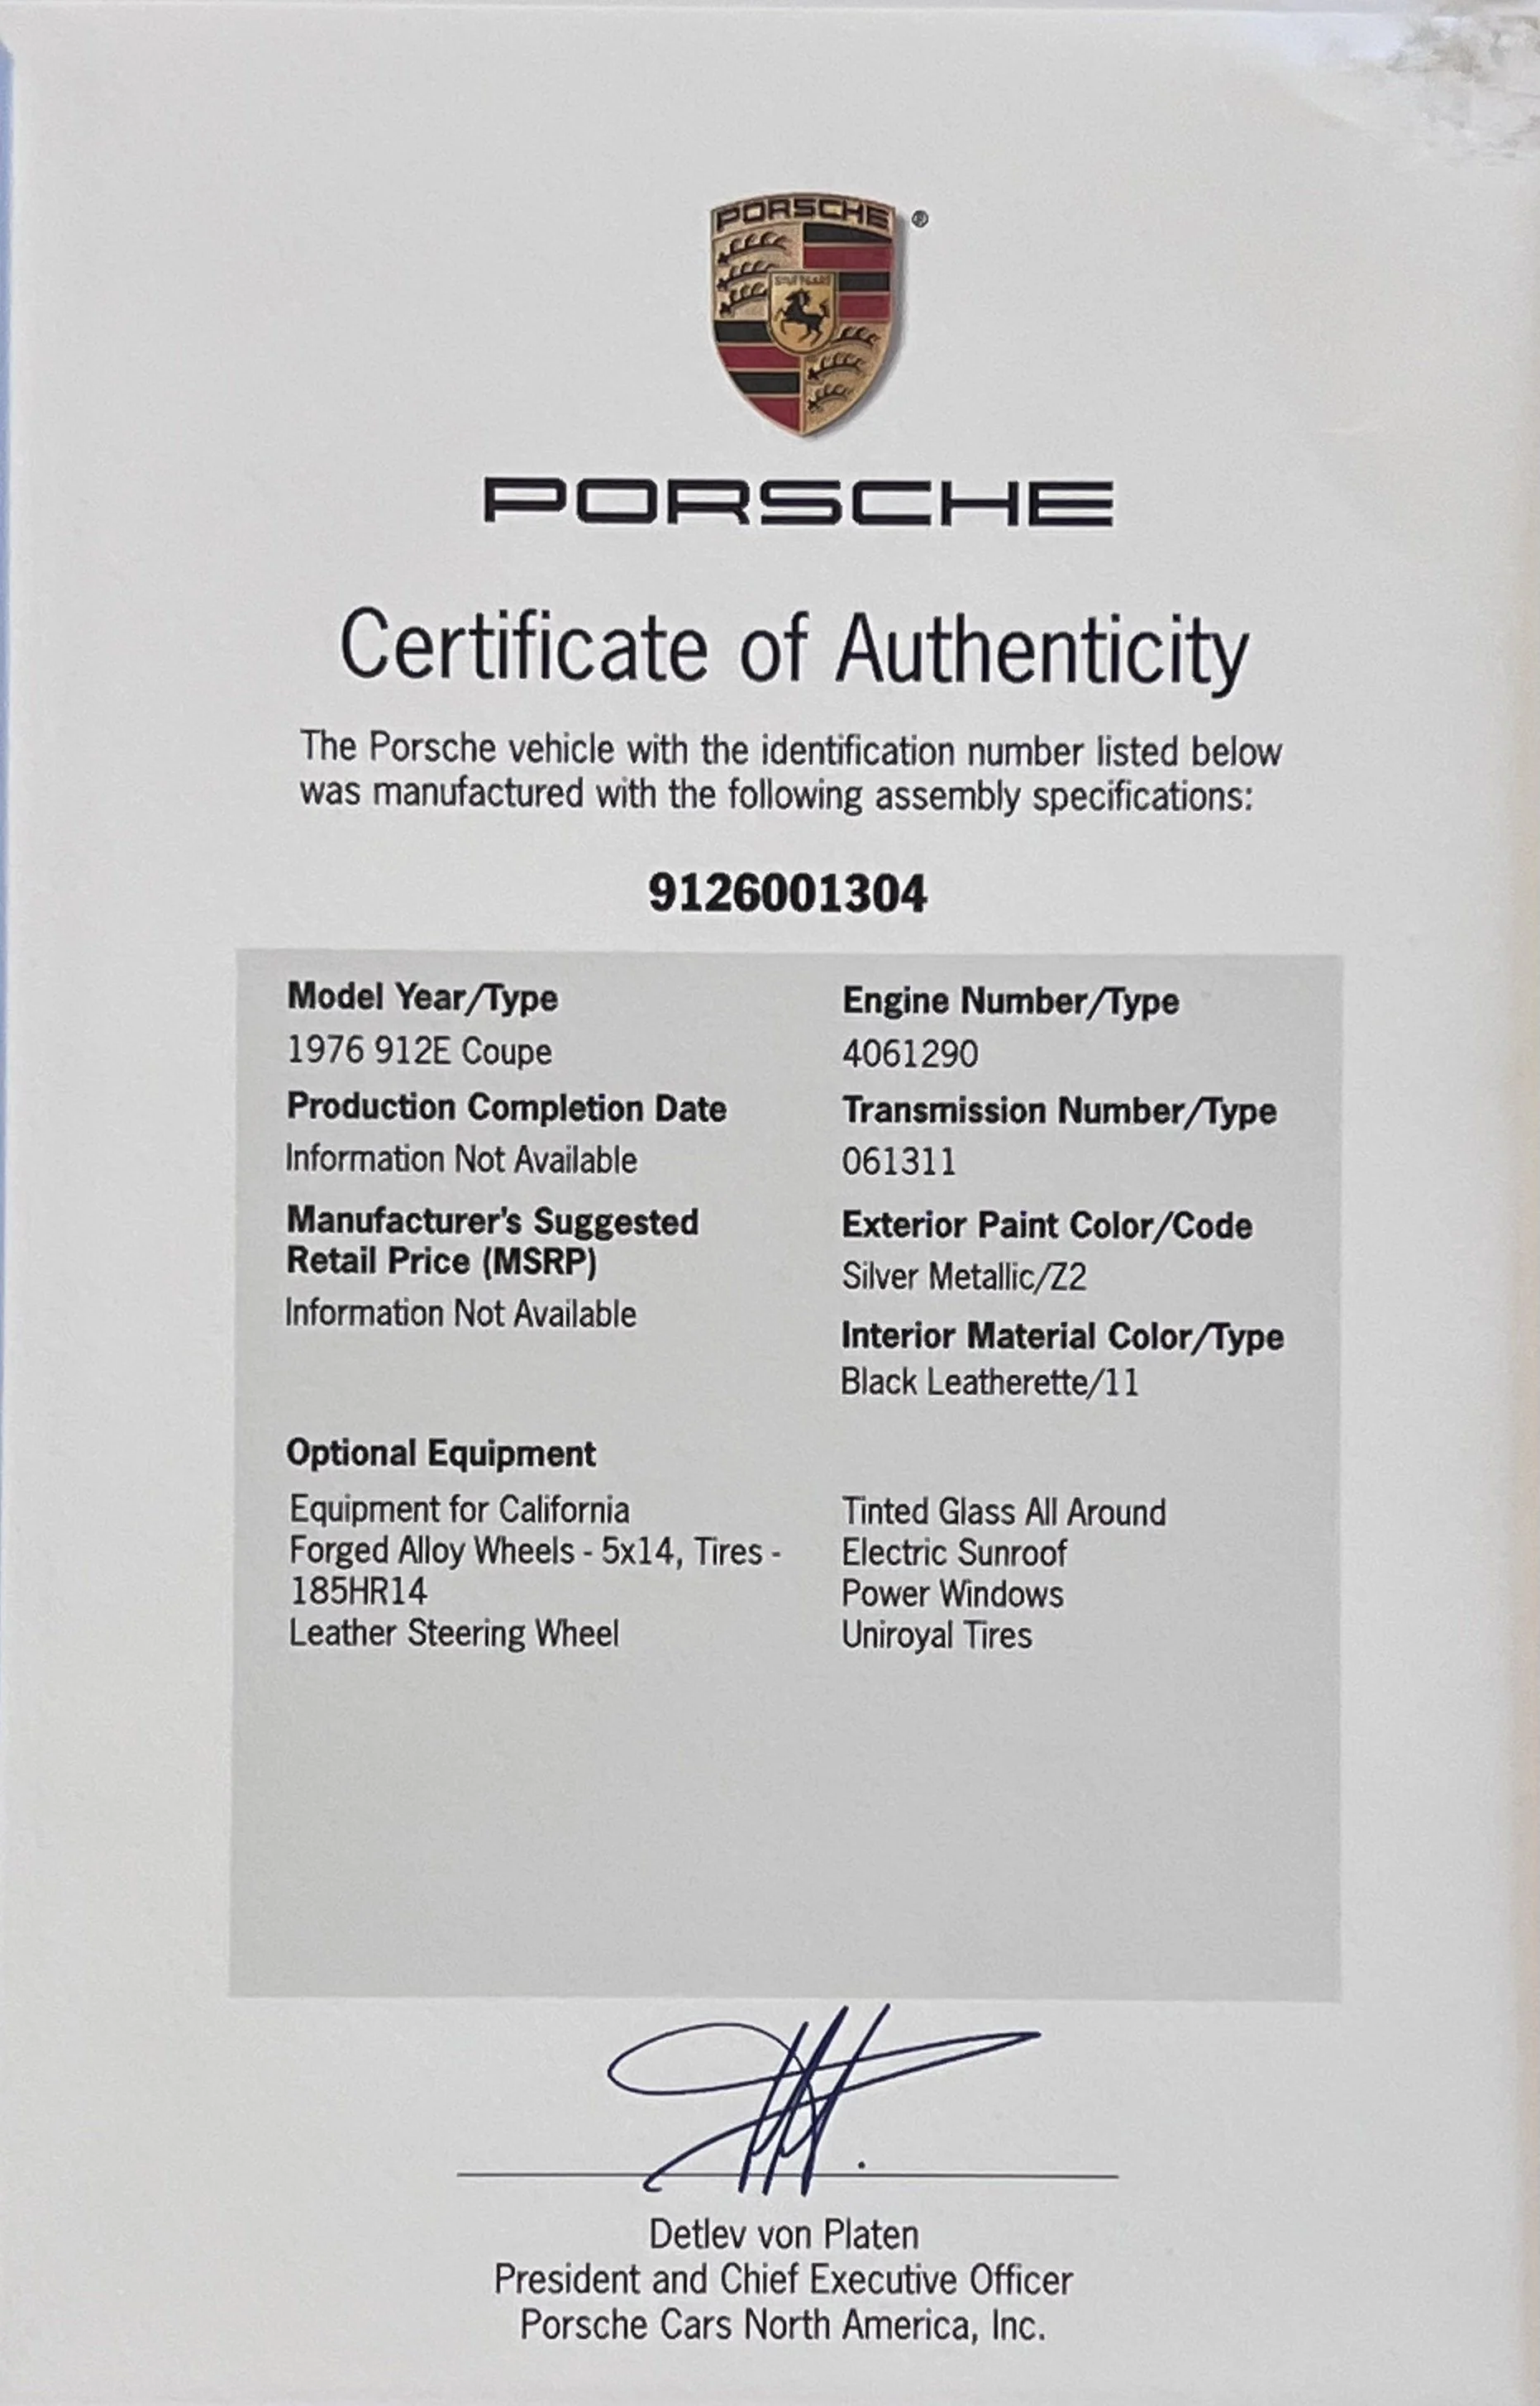 PORSCHE
®
STUTTGART
PORSCHE
Certificate of Authenticity
The Porsche vehicle with the identification number listed below
was manufactured with the following assembly specifications:
9126001304
Model Year/Type
1976 912E Coupe
Production Completion Date
Information Not Available
Manufacturer's Suggested
Retail Price (MSRP)
Information Not Available
Engine Number/Type
4061290
Transmission Number/Type
061311
Exterior Paint Color/Code
Silver Metallic/Z2
Interior Material Color/Type
Black Leatherette/11
Optional Equipment
Equipment for California
Forged Alloy Wheels - 5x14, Tires -
185HR14
Leather Steering Wheel
Tinted Glass All Around
Electric Sunroof
Power Windows
Uniroyal Tires
Detlev von Platen
President and Chief Executive Officer
Porsche Cars North America, Inc.